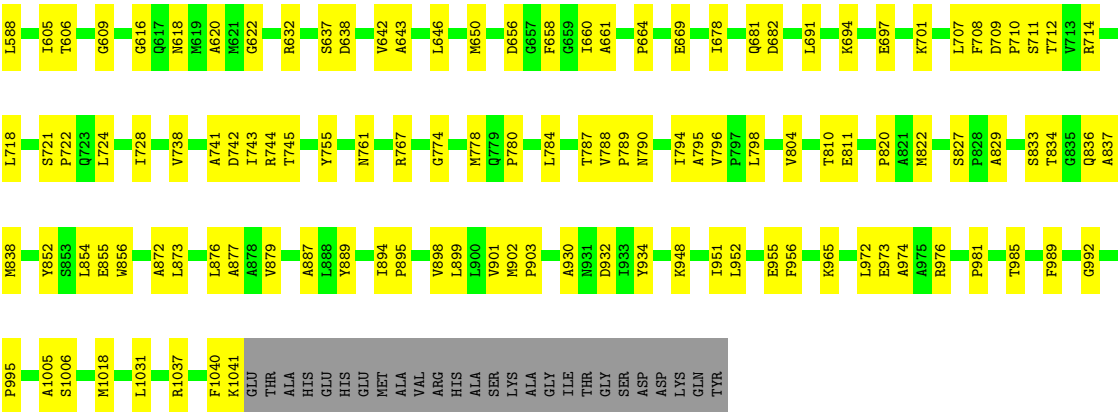 L588 I605 T606 G609 G616 Q617 N618 M619 A620 M621 G622 R632 S637 D638 V642 A643 L646 M650 D656 G657 F658 G659 I660 A661 P664 E669 I678 Q681 D682 L691 K694 E697 K701 L707 F708 D709 P710 S711 T712 V713 R714
L718 S721 P722 Q723 L724 I728 V738 A741 D742 I743 R744 T745 Y755 N761 R767 G774 M778 Q779 P780 L784 T787 V788 P789 N790 I794 A795 V796 P797 L798 V804 T810 E811 P820 A821 M822 S827 P828 A829 S833 T834 G835 Q836 A837
M838 Y852 S853 L854 E855 W856 A872 L873 L876 A877 A878 V879 A887 L888 Y889 I894 P895 V898 L899 L900 V901 M902 P903 A930 N931 D932 I933 Y934 K948 I951 L952 E955 F956 K965 L972 E973 A974 A975 R976 P981 T985 F989 G992
P995 A1005 S1006 M1018 L1031 R1037 F1040 K1041 GLU THR ALA HIS GLU HIS GLU MET ALA VAL ARG HIS ALA SER LYS ALA GLY ILE THR GLY SER ASP ASP LYS GLN TYR